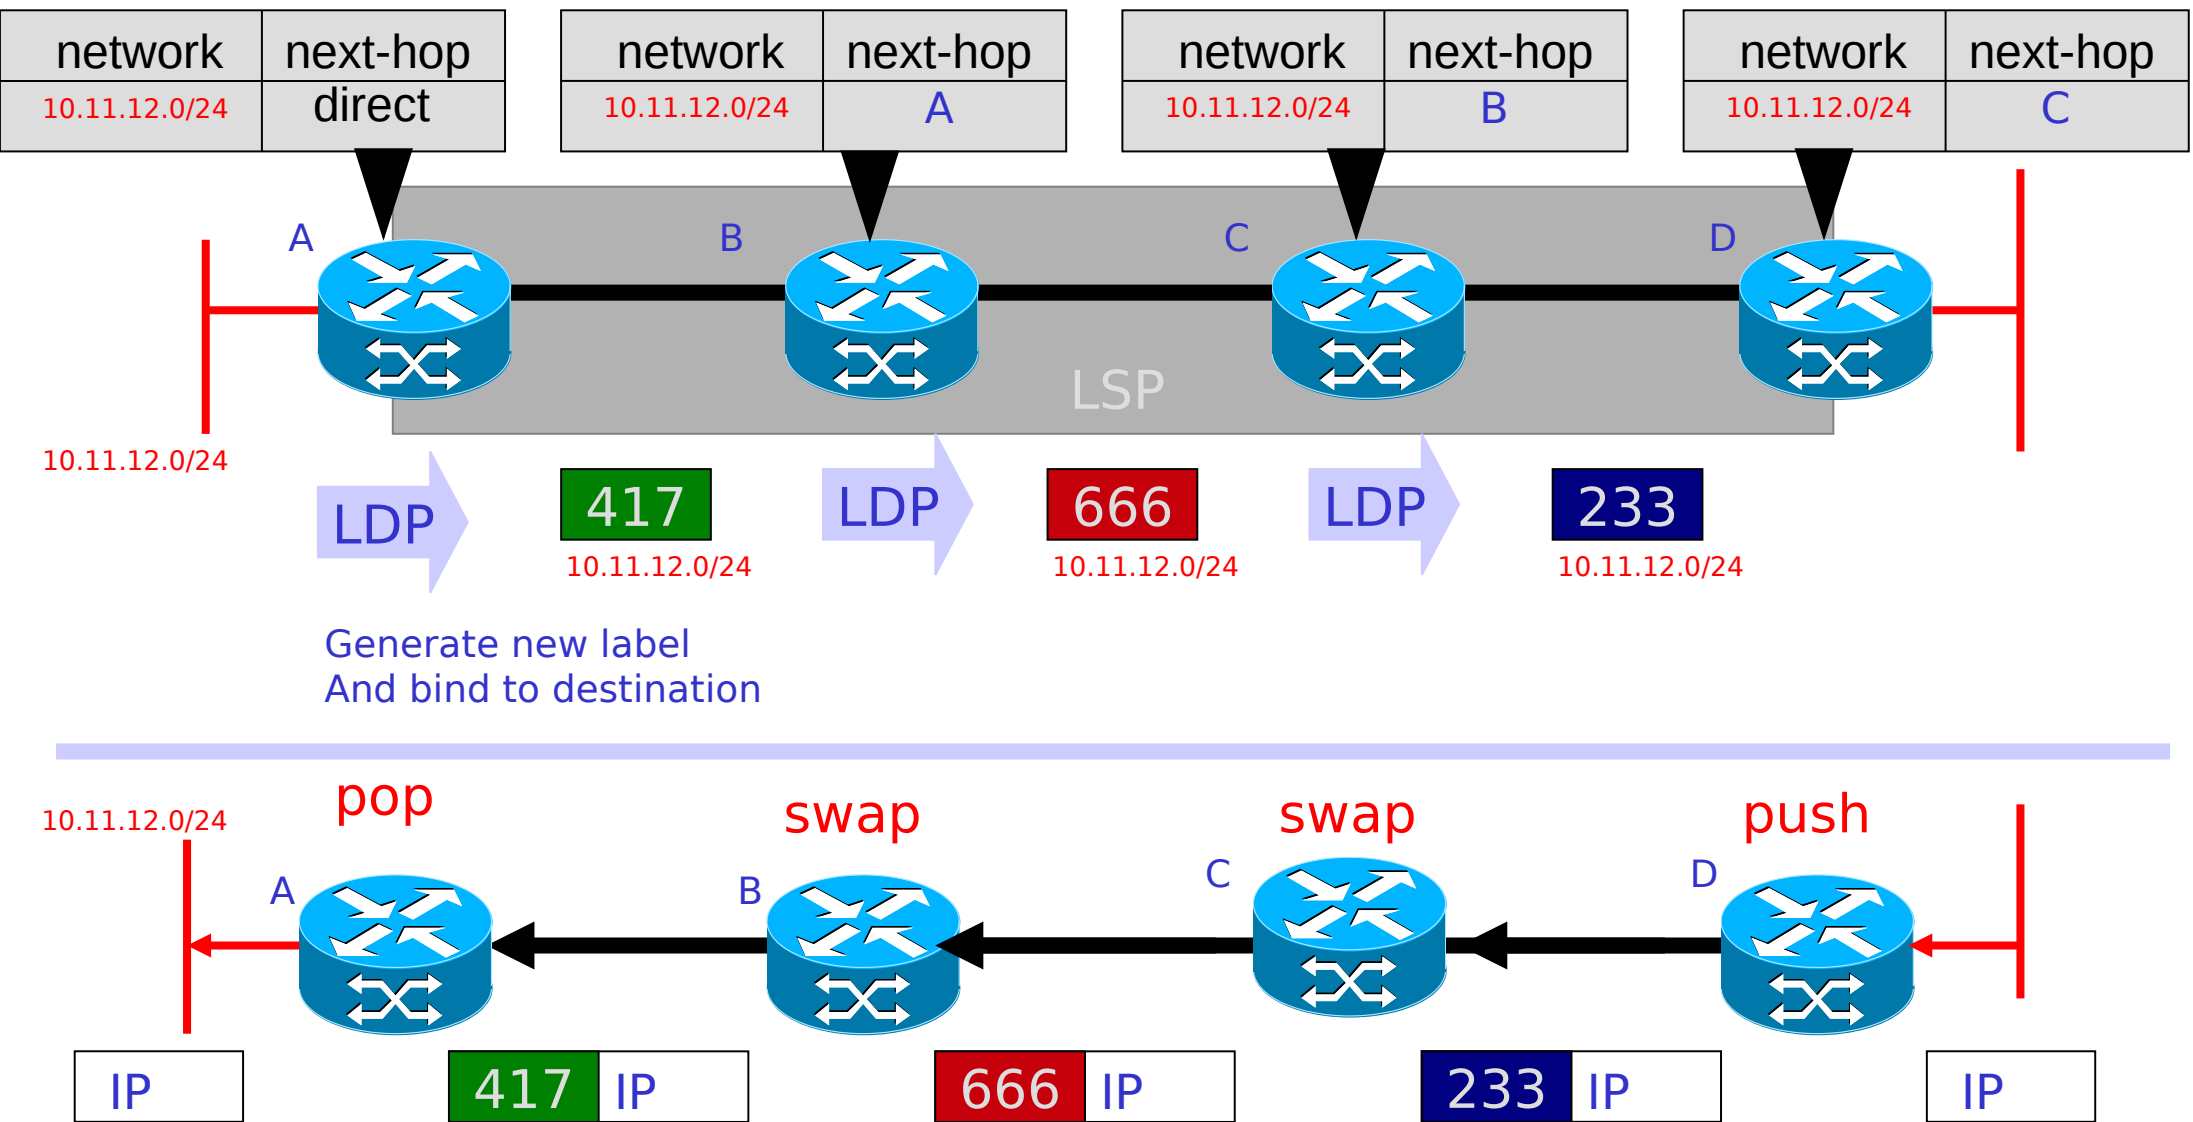 network next-hop network next-hop network next-hop network next-hop
10.11.12.0/24 direct 10.11.12.0/24 A 10.11.12.0/24 B 10.11.12.0/24 C
A B C D
LSP
10.11.12.0/24
LDP 417 LDP 666 LDP 233
10.11.12.0/24 10.11.12.0/24 10.11.12.0/24
Generate new label
And bind to destination
pop swap swap push
10.11.12.0/24
A B C D
IP 417 IP 666 IP 233 IP IP